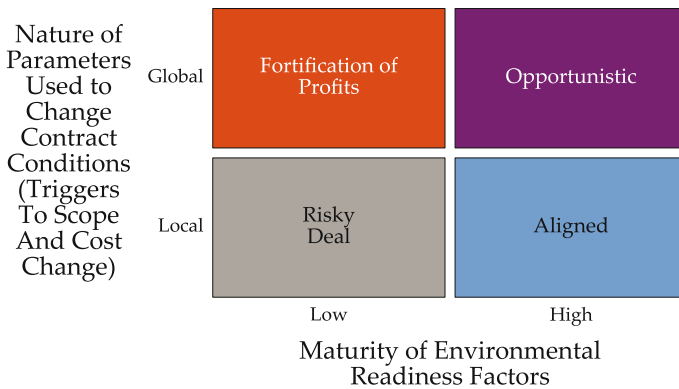 Nature of
Parameters
Used to
Change
Contract
Conditions
(Triggers
To Scope
And Cost
Change)
Global
Fortification of
Profits
Opportunistic
Local
Risky
Deal
Aligned
Low
High
Maturity of Environmental
Readiness Factors